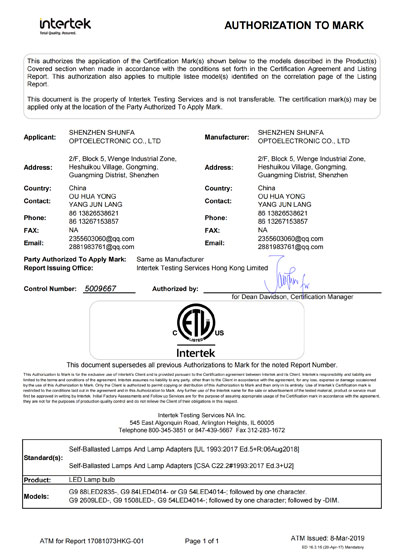 intertek
Total Quality. Assured.
AUTHORIZATION TO MARK
This authorizes the application of the Certification Mark(s) shown below to the models described in the Product(s)
Covered section when made in accordance with the conditions set forth in the Certification Agreement and Listing
Report. This authorization also applies to multiple listee model(s) identified on the correlation page of the Listing
Report.
This document is the property of Intertek Testing Services and is not transferable. The certification mark(s) may be
applied only at the location of the Party Authorized To Apply Mark.
Applicant: SHENZHEN SHUNFA OPTOELECTRONIC CO., LTD
Manufacturer: SHENZHEN SHUNFA OPTOELECTRONIC CO., LTD
Address: 2/F, Block 5, Wenge Industrial Zone, Heshuikou Village, Gongming, Guangming Distrist, Shenzhen
Address: 2/F, Block 5, Wenge Industrial Zone, Heshuikou Village, Gongming, Guangming Distrist, Shenzhen
Country: China
Country: China
Contact: OU HUA YONG YANG JUN LANG
Contact: OU HUA YONG YANG JUN LANG
Phone: 86 13826538621 86 13267153857
Phone: 86 13826538621 86 13267153857
FAX: NA
FAX: NA
Email: 2355603060@qq.com 2881983761@qq.com
Email: 2355603060@qq.com 2881983761@qq.com
Party Authorized To Apply Mark: Same as Manufacturer
Report Issuing Office: Intertek Testing Services Hong Kong Limited
Control Number: 5009667 Authorized by:
for Dean Davidson, Certification Manager
ETL
LISTED
C US
Intertek
This document supersedes all previous Authorizations to Mark for the noted Report Number.
This Authorization to Mark is for the exclusive use of Intertek's Client and is provided pursuant to the Certification agreement between Intertek and its Client. Intertek's responsibility and liability are
limited to the terms and conditions of the agreement. Intertek assumes no liability to any party, other than to the Client in accordance with the agreement, for any loss, expense or damage occasioned
by the use of this Authorization to Mark. Only the Client is authorized to permit copying or distribution of this Authorization to Mark and then only in its entirety. Use of Intertek's Certification mark is
restricted to the conditions laid out in the agreement and in this Authorization to Mark. Any further use of the Intertek name for the sale or advertisement of the tested material, product or service must
first be approved in writing by Intertek. Initial Factory Assessments and Follow up Services are for the purpose of assuring appropriate usage of the Certification mark in accordance with the agreement,
they are not for the purposes of production quality control and do not relieve the Client of their obligations in this respect.
Intertek Testing Services NA Inc.
545 East Algonquin Road, Arlington Heights, IL 60005
Telephone 800-345-3851 or 847-439-5667 Fax 312-283-1672
Standard(s): Self-Ballasted Lamps And Lamp Adapters [UL 1993:2017 Ed.5+R:06Aug2018]
Self-Ballasted Lamps And Lamp Adapters [CSA C22.2#1993:2017 Ed.3+U2]
Product: LED Lamp bulb
Models: G9 88LED2835-. G9 84LED4014- or G9 54LED4014-; followed by one character.
G9 2609LED-, G9 1508LED-, G9 54LED4014-; followed by one character; followed by -DIM.
ATM for Report 17081073HKG-001
Page 1 of 1
ATM Issued: 8-Mar-2019
ED 16.3.15 (20-Apr-17) Mandatory